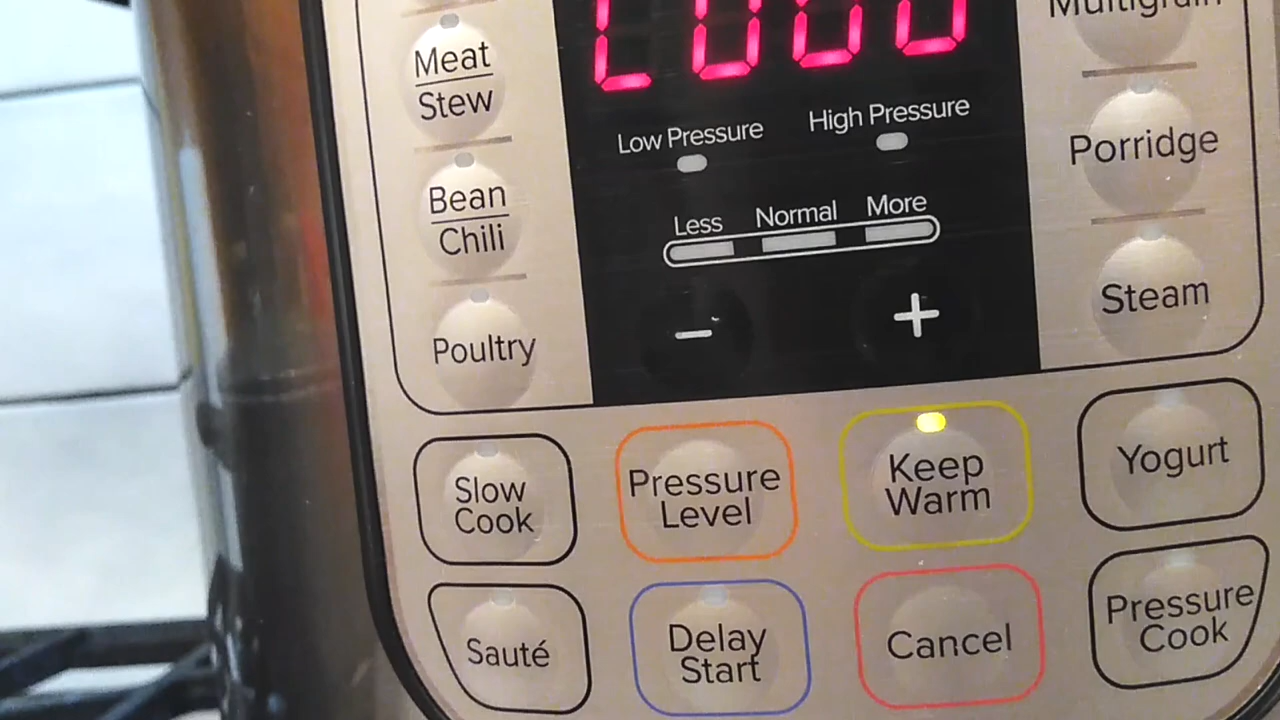 Meat
Stew
Bean
Chili
Poultry
Low Pressure
High Pressure
Less Normal More
− +
Multigrain
Porridge
Steam
Slow
Cook
Pressure
Level
Keep
Warm
Yogurt
Sauté
Delay
Start
Cancel
Pressure
Cook